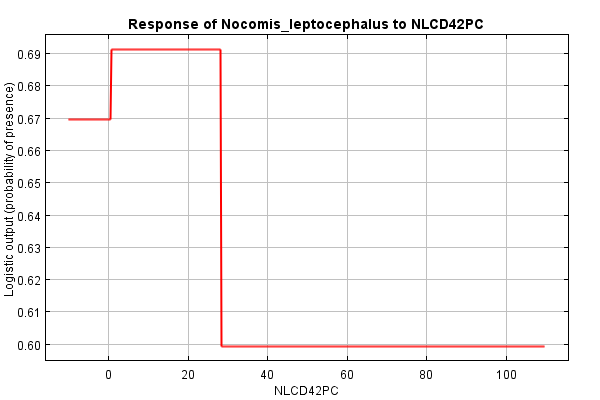 Response of Nocomis_leptocephalus to NLCD42PC
Logistic output (probability of presence)
0.69
0.68
0.67
0.66
0.65
0.64
0.63
0.62
0.61
0.60
0 20 40 60 80 100
NLCD42PC